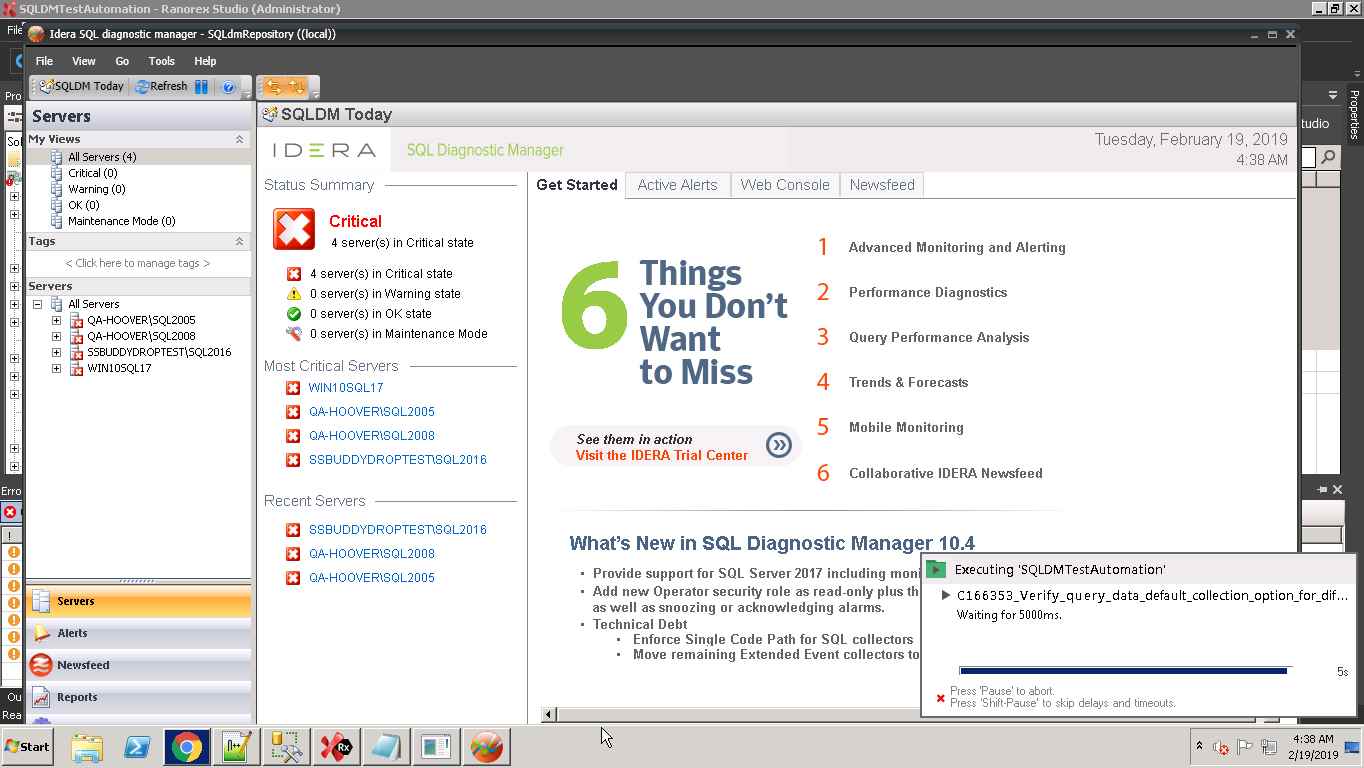 SQLDMTestAutomation - Ranorex Studio (Administrator)
File
Idera SQL diagnostic manager - SQLdmRepository ((local))
File View Go Tools Help
SQLDM Today Refresh
Pro
Properties
Servers
SQLDM Today
tudio
My Views
IDERA
SQL Diagnostic Manager
Tuesday, February 19, 2019
4:38 AM
Sol
All Servers (4)
Critical (0)
Warning (0)
OK (0)
Maintenance Mode (0)
Tags
< Click here to manage tags >
Servers
All Servers
QA-HOOVER\SQL2005
QA-HOOVER\SQL2008
SSBUDDYDROPTEST\SQL2016
WIN10SQL17
Status Summary
Critical
4 server(s) in Critical state
4 server(s) in Critical state
0 server(s) in Warning state
0 server(s) in OK state
0 server(s) in Maintenance Mode
Most Critical Servers
WIN10SQL17
QA-HOOVER\SQL2005
QA-HOOVER\SQL2008
SSBUDDYDROPTEST\SQL2016
Recent Servers
SSBUDDYDROPTEST\SQL2016
QA-HOOVER\SQL2008
QA-HOOVER\SQL2005
Get Started Active Alerts Web Console Newsfeed
6 Things
You Don't
Want
to Miss
See them in action
Visit the IDERA Trial Center
1 Advanced Monitoring and Alerting
2 Performance Diagnostics
3 Query Performance Analysis
4 Trends & Forecasts
5 Mobile Monitoring
6 Collaborative IDERA Newsfeed
What's New in SQL Diagnostic Manager 10.4
• Provide support for SQL Server 2017 including moni
• Add new Operator security role as read-only plus th
as well as snoozing or acknowledging alarms.
• Technical Debt
• Enforce Single Code Path for SQL collectors
• Move remaining Extended Event collectors to
Erro
!
Servers
Alerts
Newsfeed
Reports
Ou
Rea
Executing 'SQLDMTestAutomation'
C166353_Verify_query_data_default_collection_option_for_dif...
Waiting for 5000ms.
5s
Press 'Pause' to abort.
Press 'Shift-Pause' to skip delays and timeouts.
Start
Rx
4:38 AM
2/19/2019